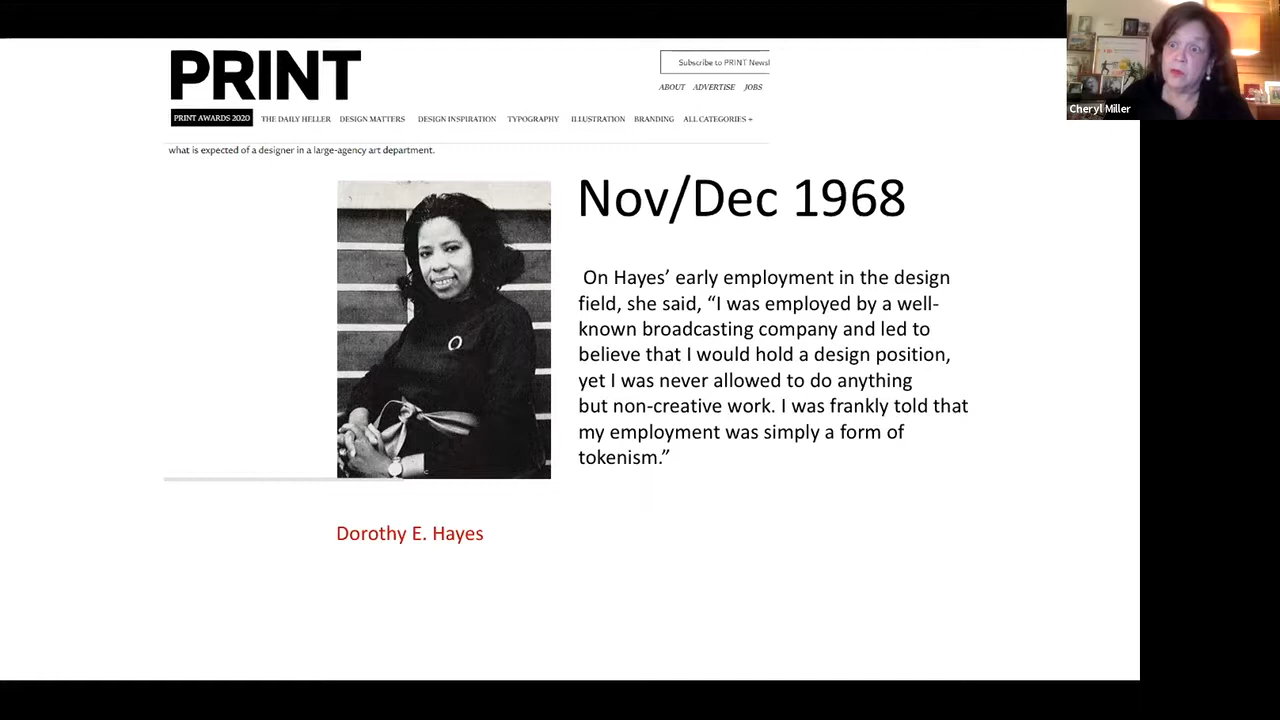 PRINT
Subscribe to PRINT Newsl
ABOUT ADVERTISE JOBS
PRINT AWARDS 2020 THE DAILY HELLER DESIGN MATTERS DESIGN INSPIRATION TYPOGRAPHY ILLUSTRATION BRANDING ALL CATEGORIES +
what is expected of a designer in a large-agency art department.
Cheryl Miller
Nov/Dec 1968
On Hayes’ early employment in the design
field, she said, “I was employed by a well-
known broadcasting company and led to
believe that I would hold a design position,
yet I was never allowed to do anything
but non-creative work. I was frankly told that
my employment was simply a form of
tokenism.”
Dorothy E. Hayes